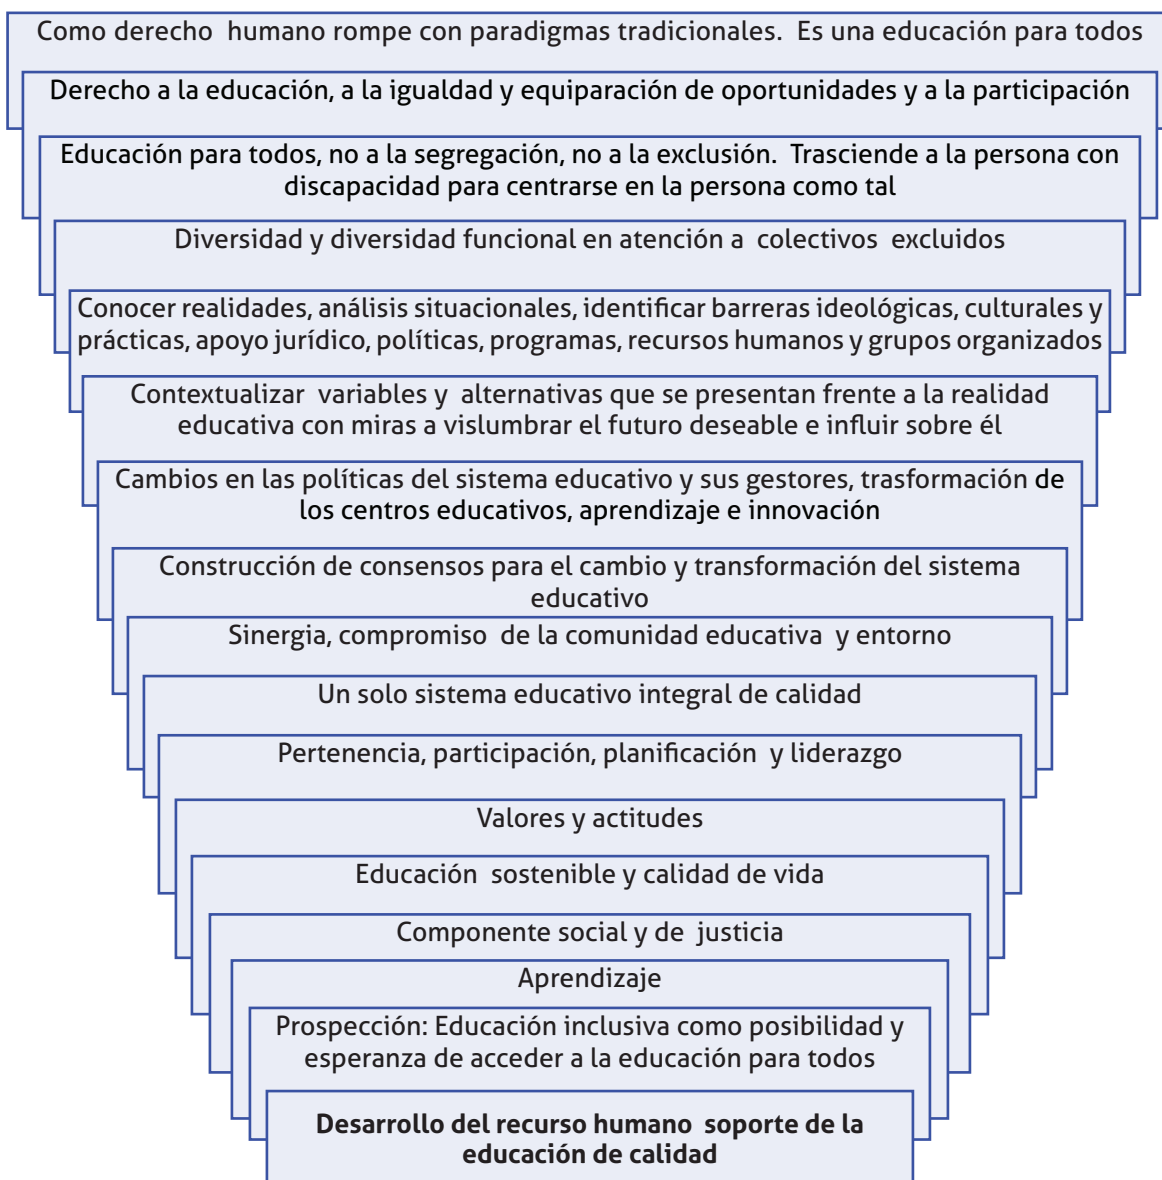 Como derecho humano rompe con paradigmas tradicionales. Es una educación para todos
Derecho a la educación, a la igualdad y equiparación de oportunidades y a la participación
Educación para todos, no a la segregación, no a la exclusión. Trasciende a la persona con
discapacidad para centrarse en la persona como tal
Diversidad y diversidad funcional en atención a colectivos excluidos
Conocer realidades, análisis situacionales, identificar barreras ideológicas, culturales y
prácticas, apoyo jurídico, políticas, programas, recursos humanos y grupos organizados
Contextualizar variables y alternativas que se presentan frente a la realidad
educativa con miras a vislumbrar el futuro deseable e influir sobre él
Cambios en las políticas del sistema educativo y sus gestores, trasformación de
los centros educativos, aprendizaje e innovación
Construcción de consensos para el cambio y transformación del sistema
educativo
Sinergia, compromiso de la comunidad educativa y entorno
Un solo sistema educativo integral de calidad
Pertenencia, participación, planificación y liderazgo
Valores y actitudes
Educación sostenible y calidad de vida
Componente social y de justicia
Aprendizaje
Prospección: Educación inclusiva como posibilidad y
esperanza de acceder a la educación para todos
Desarrollo del recurso humano soporte de la
educación de calidad